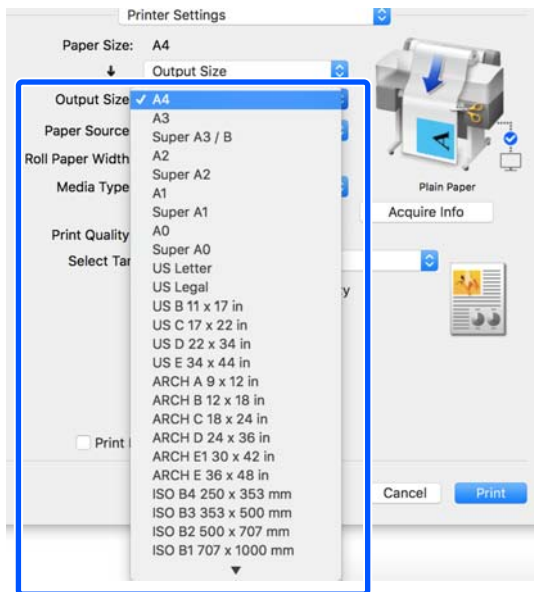 Printer Settings
Paper Size: A4
Output Size
Output Size ✓ A4
A3
Paper Source
Super A3 / B
A2
Roll Paper Width
Super A2
Media Type
A1
Plain Paper
Super A1
Acquire Info
A0
Print Quality
Super A0
Select Tar
US Letter
US Legal
y
US B 11 x 17 in
US C 17 x 22 in
US D 22 x 34 in
US E 34 x 44 in
ARCH A 9 x 12 in
ARCH B 12 x 18 in
ARCH C 18 x 24 in
ARCH D 24 x 36 in
Print
ARCH E1 30 x 42 in
ARCH E 36 x 48 in
ISO B4 250 x 353 mm
Cancel
Print
ISO B3 353 x 500 mm
ISO B2 500 x 707 mm
ISO B1 707 x 1000 mm